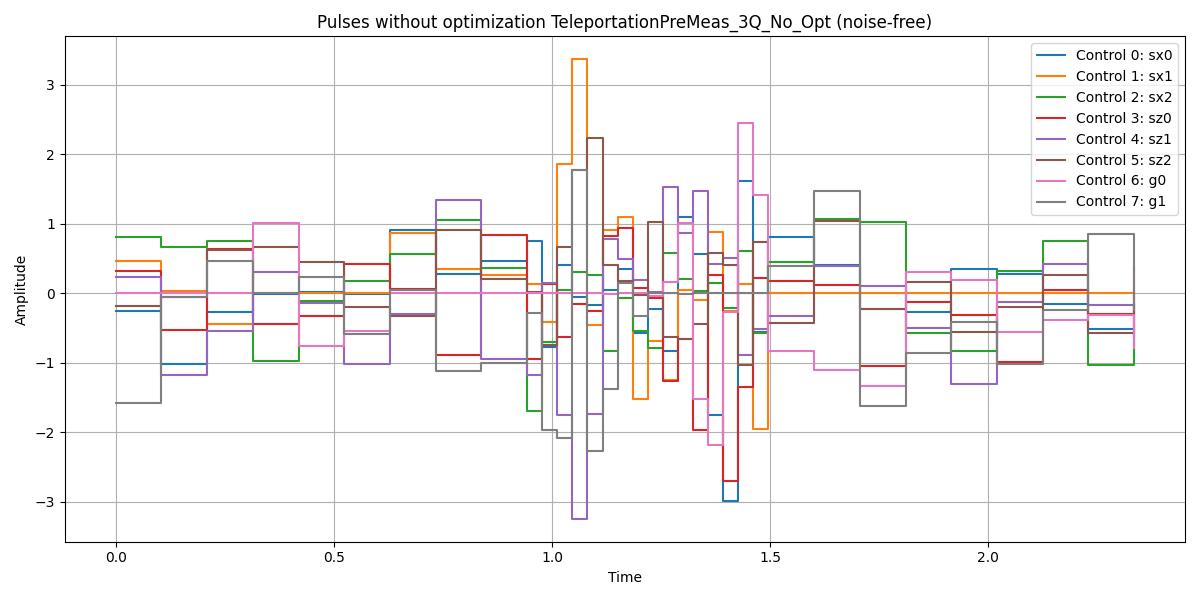 Pulses without optimization TeleportationPreMeas_3Q_No_Opt (noise-free)
Amplitude
3
2
1
0
−1
−2
−3
0.0
0.5
1.0
1.5
2.0
Time
Control 0: sx0
Control 1: sx1
Control 2: sx2
Control 3: sz0
Control 4: sz1
Control 5: sz2
Control 6: g0
Control 7: g1